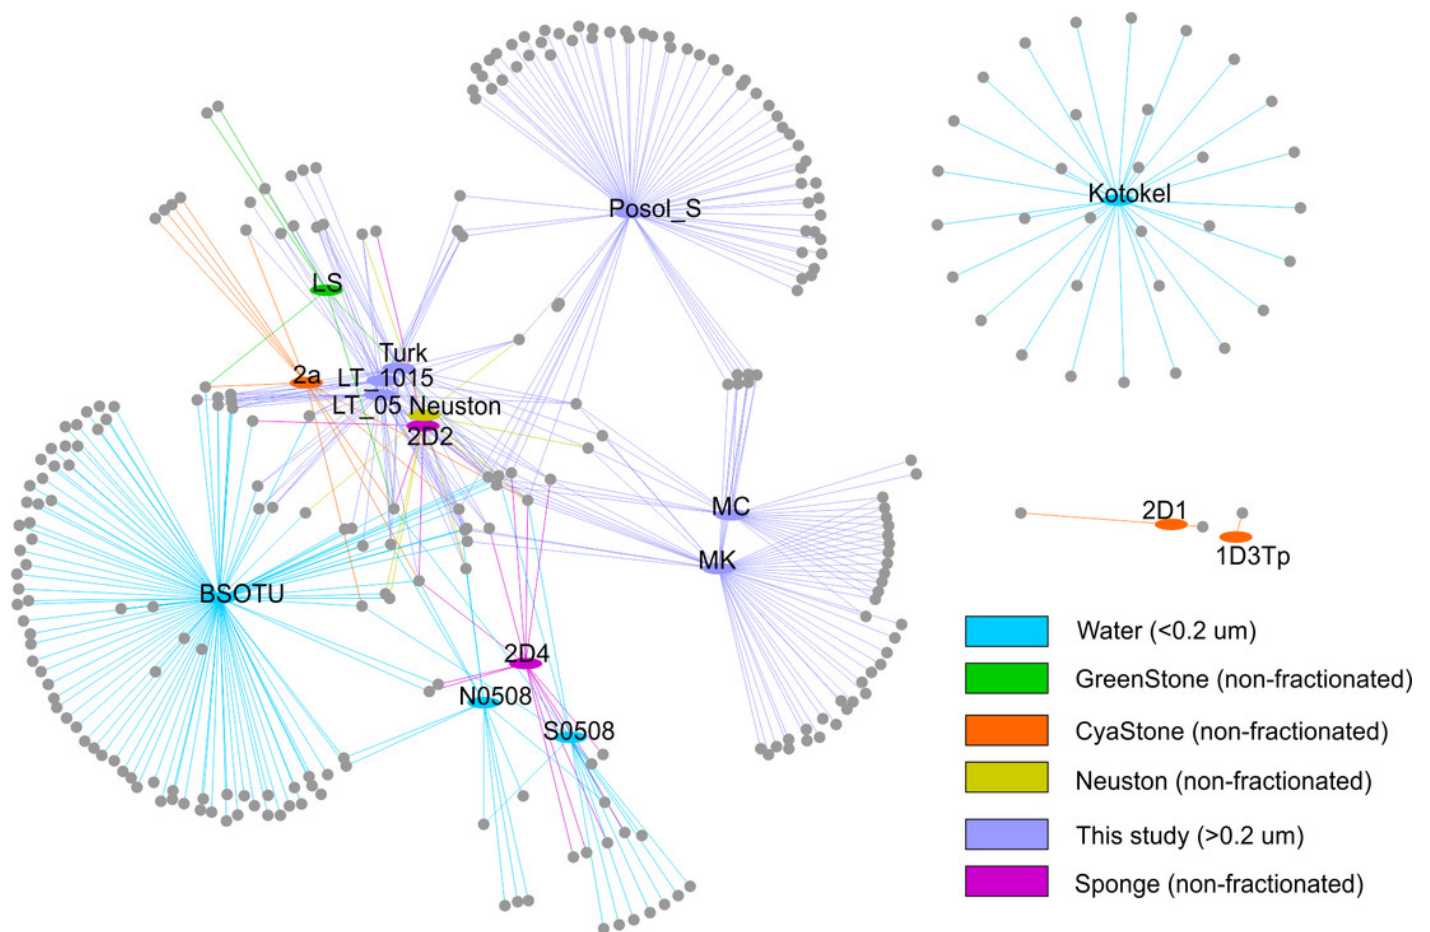 Kotokel
Posol_S
LS
Turk
2a
LT_1015
LT_05 Neuston
2D2
MC
2D1
MK
1D3Tp
BSOTU
2D4
N0508
S0508
Water (<0.2 um)
GreenStone (non-fractionated)
CyaStone (non-fractionated)
Neuston (non-fractionated)
This study (>0.2 um)
Sponge (non-fractionated)